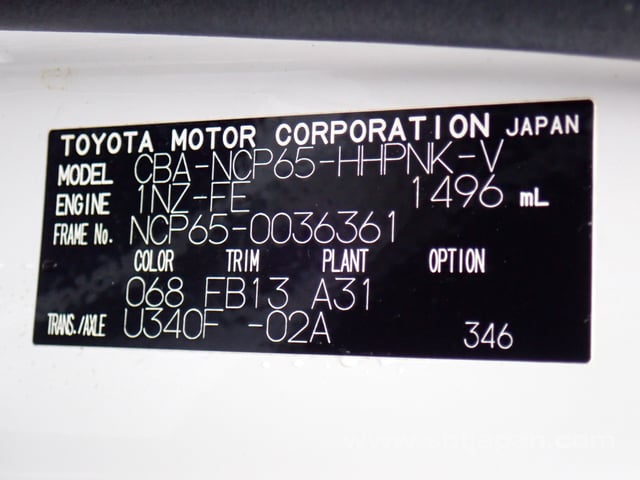 TOYOTA MOTOR CORPORATION JAPAN
MODEL CBA-NCP65-HHPNK-V
ENGINE 1NZ-FE 1496 mL
FRAME No. NCP65-0036361
COLOR TRIM PLANT OPTION
068 FB13 A31
TRANS./AXLE U340F -02A 346